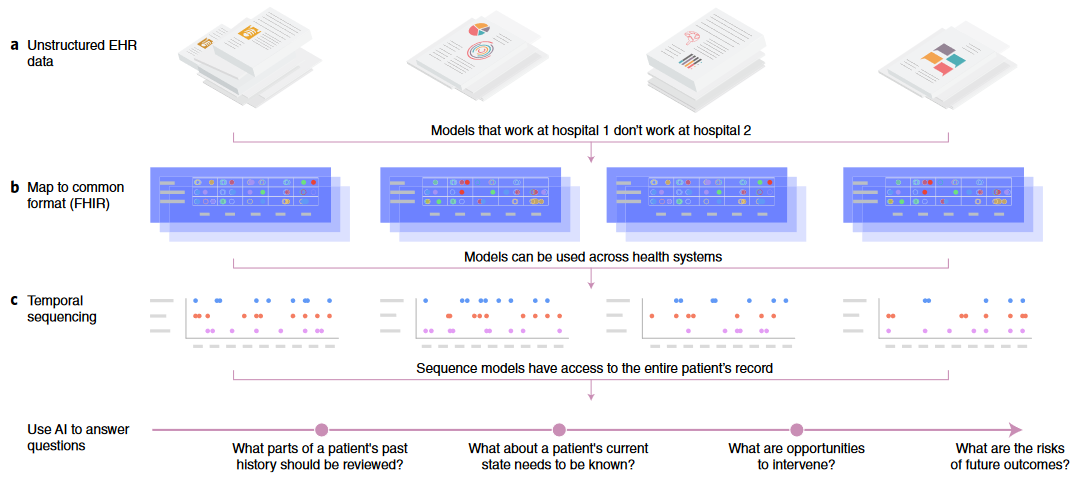 a Unstructured EHR
data
Models that work at hospital 1 don't work at hospital 2
b Map to common
format (FHIR)
Models can be used across health systems
c Temporal
sequencing
Sequence models have access to the entire patient's record
Use AI to answer
questions
What parts of a patient's past
history should be reviewed?
What about a patient's current
state needs to be known?
What are opportunities
to intervene?
What are the risks
of future outcomes?